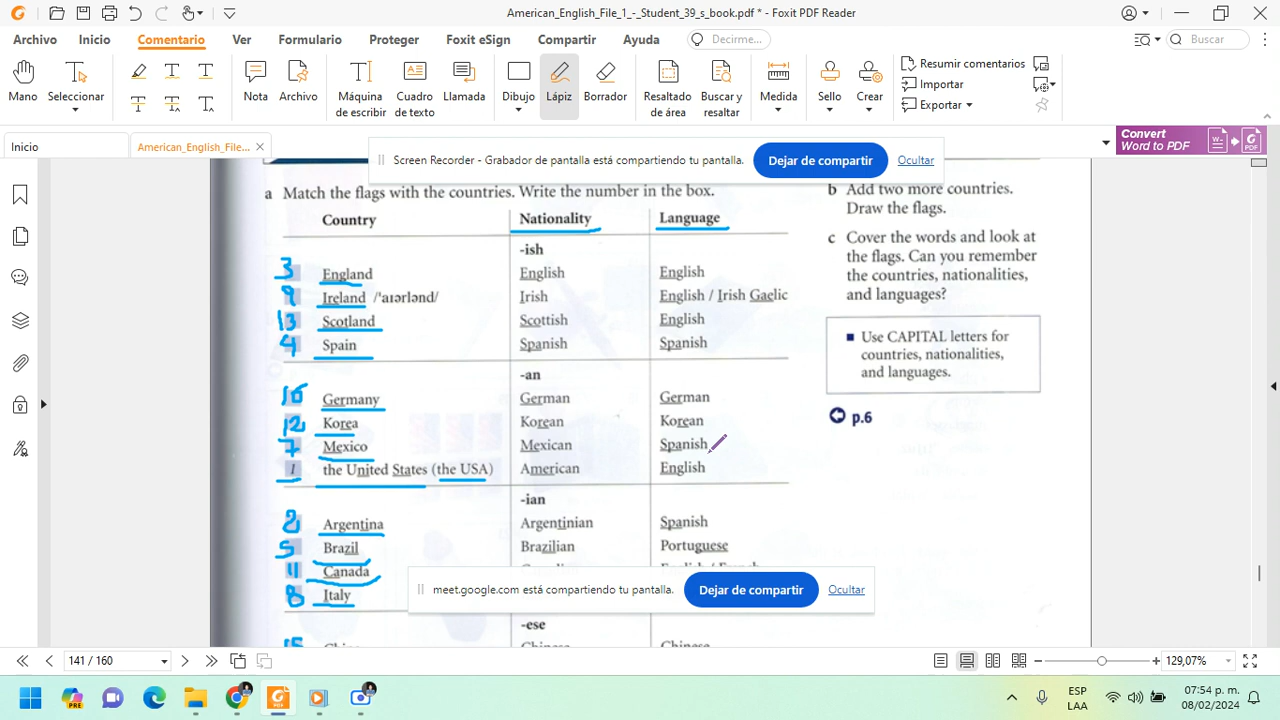 American_English_File_1_-_Student_39_s_book.pdf * - Foxit PDF Reader
Archivo Inicio Comentario Ver Formulario Proteger Foxit eSign Compartir Ayuda Decirme... Buscar
Mano Seleccionar Nota Archivo Máquina de escribir Cuadro de texto Llamada Dibujo Lápiz Borrador Resaltado de área Buscar y resaltar Medida Sello Crear
Resumir comentarios
Importar
Exportar
Inicio American_English_File...
Convert
Word to PDF
Screen Recorder - Grabador de pantalla está compartiendo tu pantalla. Dejar de compartir Ocultar
a Match the flags with the countries. Write the number in the box.
Country Nationality Language
-ish
3 England English English
9 Ireland /ˈaɪərlənd/ Irish English / Irish Gaelic
13 Scotland Scottish English
4 Spain Spanish Spanish
-an
16 Germany German German
12 Korea Korean Korean
7 Mexico Mexican Spanish
1 the United States (the USA) American English
-ian
2 Argentina Argentinian Spanish
5 Brazil Brazilian Portuguese
11 Canada
8 Italy
-ese
15
b Add two more countries.
Draw the flags.
c Cover the words and look at
the flags. Can you remember
the countries, nationalities,
and languages?
Use CAPITAL letters for
countries, nationalities,
and languages.
p.6
meet.google.com está compartiendo tu pantalla. Dejar de compartir Ocultar
141 / 160
129,07%
PRE
ESP
LAA
07:54 p. m.
08/02/2024